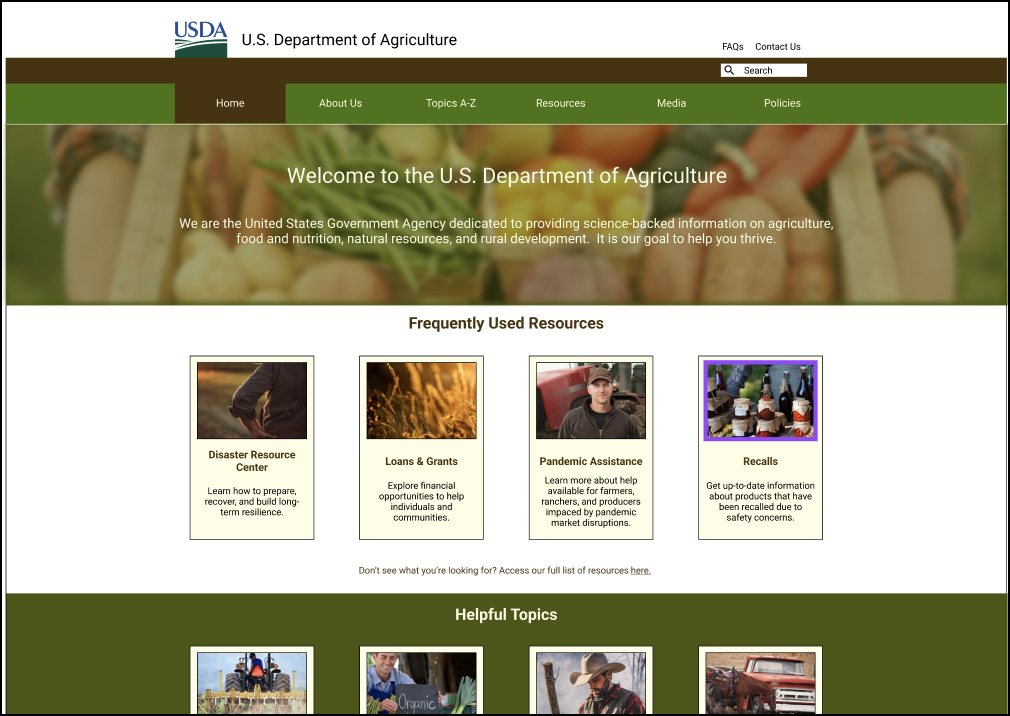 USDA
U.S. Department of Agriculture
FAQs Contact Us
Search
Home About Us Topics A-Z Resources Media Policies
Welcome to the U.S. Department of Agriculture
We are the United States Government Agency dedicated to providing science-backed information on agriculture,
food and nutrition, natural resources, and rural development. It is our goal to help you thrive.
Frequently Used Resources
Disaster Resource
Center
Learn how to prepare,
recover, and build long-
term resilience.
Loans & Grants
Explore financial
opportunities to help
individuals and
communities.
Pandemic Assistance
Learn more about help
available for farmers,
ranchers, and producers
impaced by pandemic
market disruptions.
Recalls
Get up-to-date information
about products that have
been recalled due to
safety concerns.
Don't see what you're looking for? Access our full list of resources here.
Helpful Topics
Organic